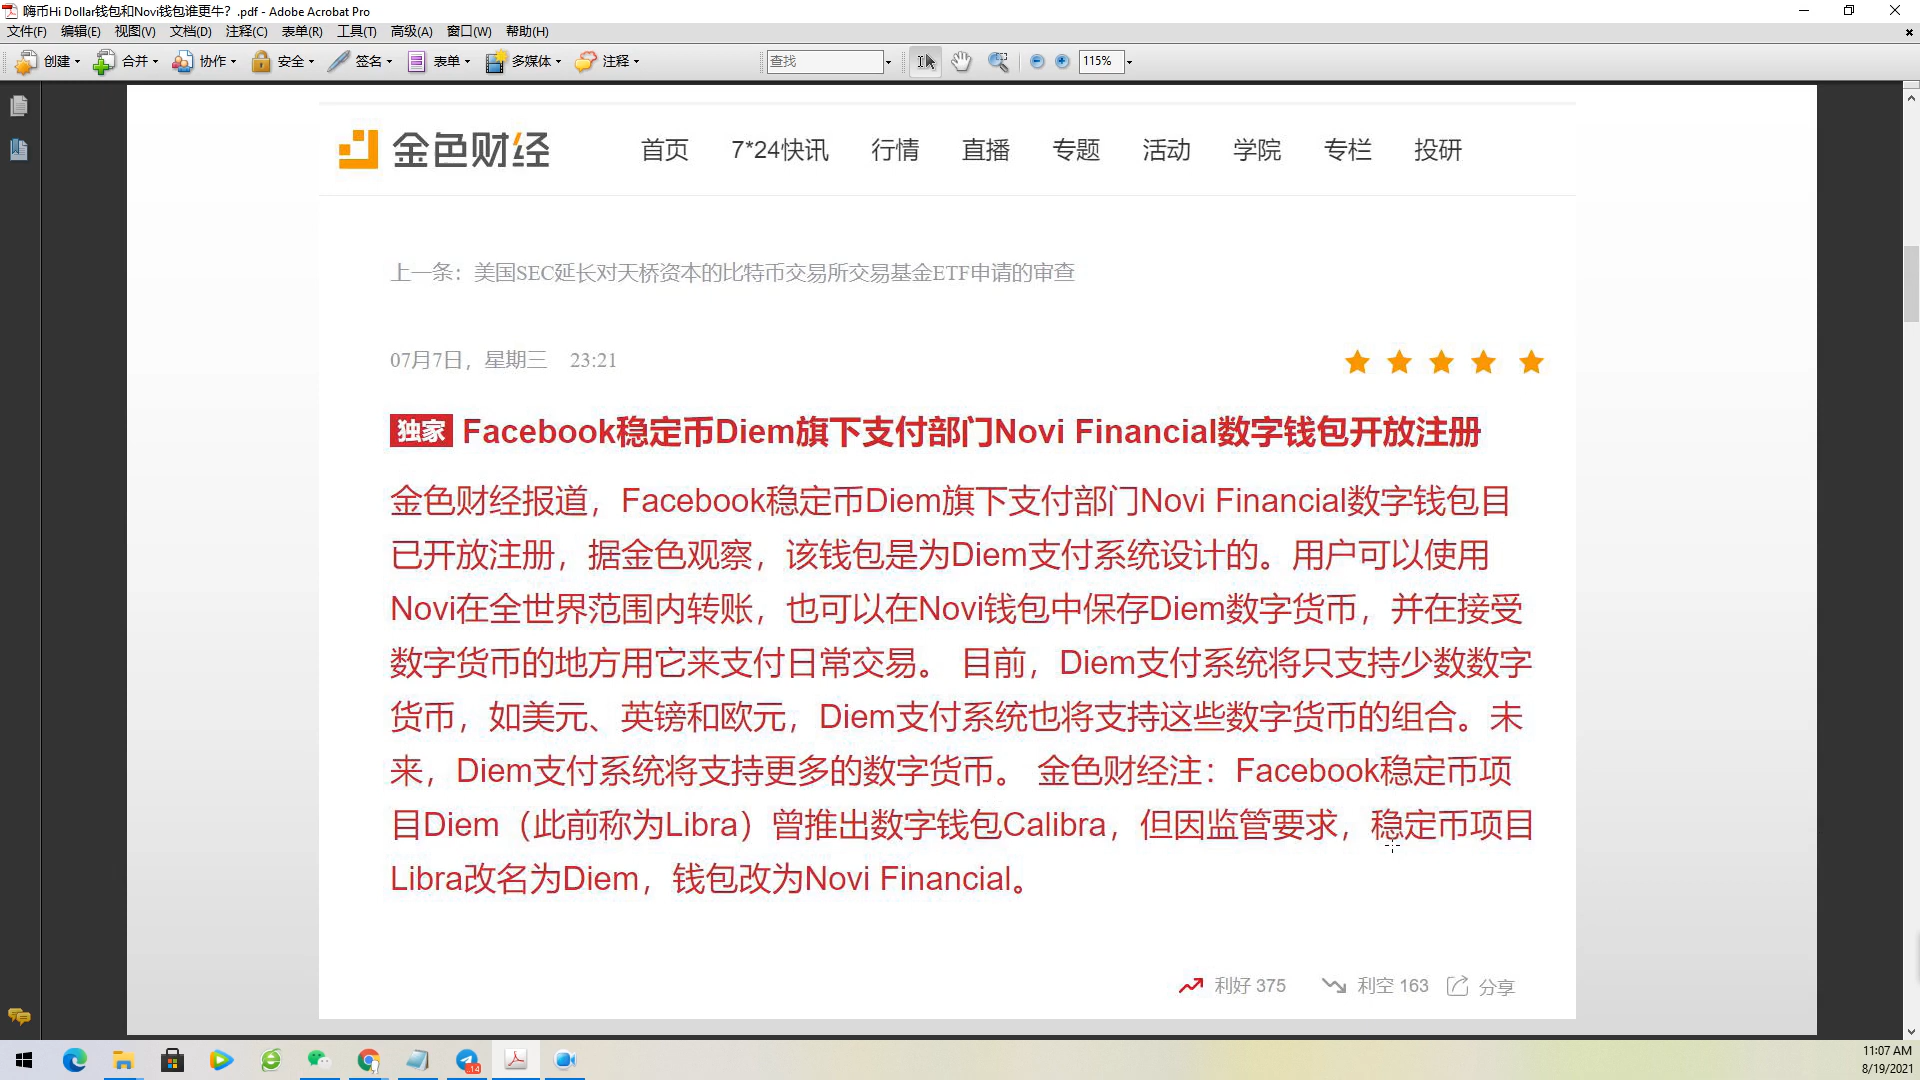 嗨币Hi Dollar钱包和Novi钱包谁更牛？.pdf - Adobe Acrobat Pro
文件(F) 编辑(E) 视图(V) 文档(D) 注释(C) 表单(R) 工具(T) 高级(A) 窗口(W) 帮助(H)
创建 合并 协作 安全 签名 表单 多媒体 注释 查找 115%
金色财经 首页 7*24快讯 行情 直播 专题 活动 学院 专栏 投研
上一条：美国SEC延长对天桥资本的比特币交易所交易基金ETF申请的审查
07月7日，星期三 23:21
独家 Facebook稳定币Diem旗下支付部门Novi Financial数字钱包开放注册
金色财经报道，Facebook稳定币Diem旗下支付部门Novi Financial数字钱包目
已开放注册，据金色观察，该钱包是为Diem支付系统设计的。用户可以使用
Novi在全世界范围内转账，也可以在Novi钱包中保存Diem数字货币，并在接受
数字货币的地方用它来支付日常交易。 目前，Diem支付系统将只支持少数数字
货币，如美元、英镑和欧元，Diem支付系统也将支持这些数字货币的组合。未
来，Diem支付系统将支持更多的数字货币。 金色财经注：Facebook稳定币项
目Diem（此前称为Libra）曾推出数字钱包Calibra，但因监管要求，稳定币项目
Libra改名为Diem，钱包改为Novi Financial。
利好 375 利空 163 分享
14
11:07 AM
8/19/2021